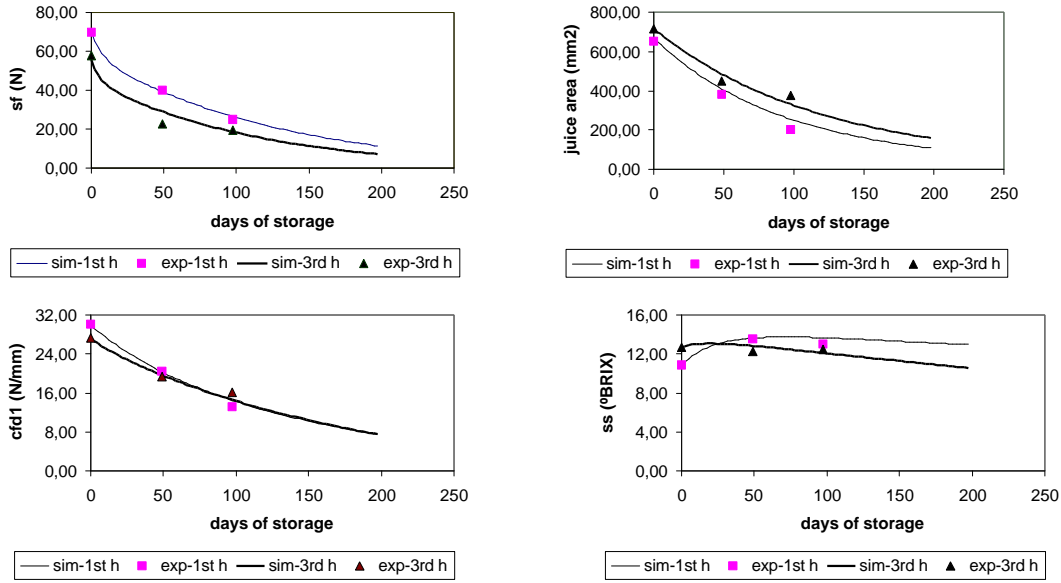 80,00
60,00
40,00
20,00
0,00
sf (N)
0 50 100 150 200 250
days of storage
sim-1st h exp-1st h sim-3rd h exp-3rd h
800,00
600,00
400,00
200,00
0,00
juice area (mm2)
0 50 100 150 200 250
days of storage
sim-1st h exp-1st h sim-3rd h exp-3rd h
32,00
24,00
16,00
8,00
0,00
cfd1 (N/mm)
0 50 100 150 200 250
days of storage
sim-1st h exp-1st h sim-3rd h exp-3rd h
16,00
12,00
8,00
4,00
0,00
ss (ºBRIX)
0 50 100 150 200 250
days of storage
sim-1st h exp-1st h sim-3rd h exp-3rd h